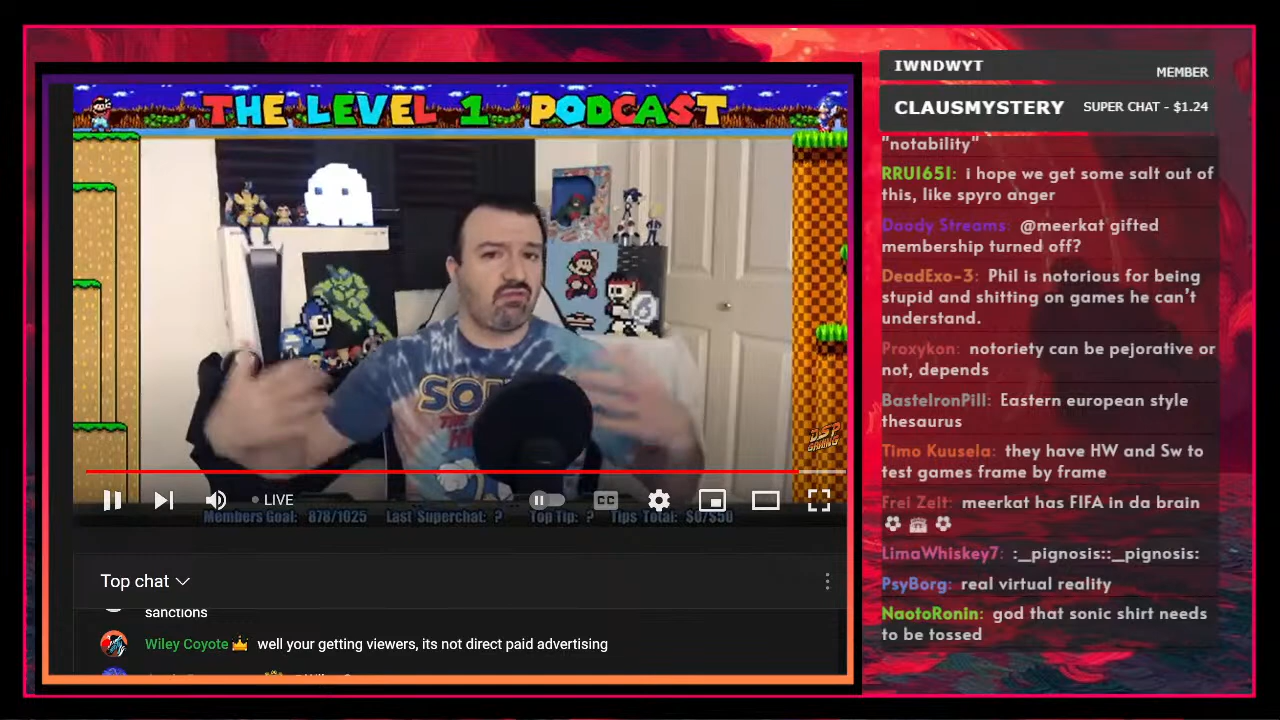 THE LEVEL 1 PODCAST
SO
DSP
GAMING
LIVE
CC
Members Goal: 878/1025 Last Superchat: ? Top Tip: ? Tips Total: $0/$50
Top chat
sanctions
Wiley Coyote well your getting viewers, its not direct paid advertising
IWNDWYT MEMBER
CLAUSMYSTERY SUPER CHAT - $1.24
"notability"
RRU1651: i hope we get some salt out of
this, like spyro anger
Doody Streams: @meerkat gifted
membership turned off?
DeadExo-3: Phil is notorious for being
stupid and shitting on games he can't
understand.
Proxykon: notoriety can be pejorative or
not, depends
BasteIronPill: Eastern european style
thesaurus
Timo Kuusela: they have HW and Sw to
test games frame by frame
Frei Zeit: meerkat has FIFA in da brain
LimaWhiskey7: :_pignosis::_pignosis:
PsyBorg: real virtual reality
NaotoRonin: god that sonic shirt needs
to be tossed